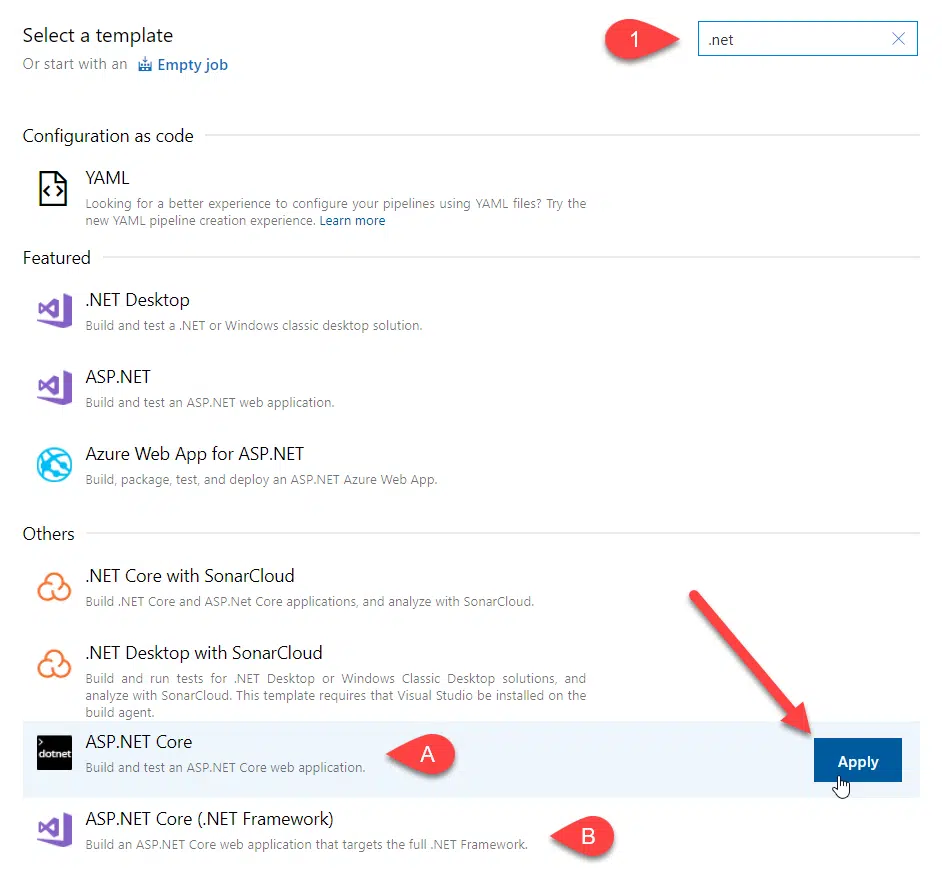 Select a template
1
.net
Or start with an Empty job
Configuration as code
YAML
Looking for a better experience to configure your pipelines using YAML files? Try the
new YAML pipeline creation experience. Learn more
Featured
.NET Desktop
Build and test a .NET or Windows classic desktop solution.
ASP.NET
Build and test an ASP.NET web application.
Azure Web App for ASP.NET
Build, package, test, and deploy an ASP.NET Azure Web App.
Others
.NET Core with SonarCloud
Build .NET Core and ASP.Net Core applications, and analyze with SonarCloud.
.NET Desktop with SonarCloud
Build and run tests for .NET Desktop or Windows Classic Desktop solutions, and
analyze with SonarCloud. This template requires that Visual Studio be installed on the
build agent.
dotnet
ASP.NET Core
Build and test an ASP.NET Core web application.
A
Apply
ASP.NET Core (.NET Framework)
Build an ASP.NET Core web application that targets the full .NET Framework.
B